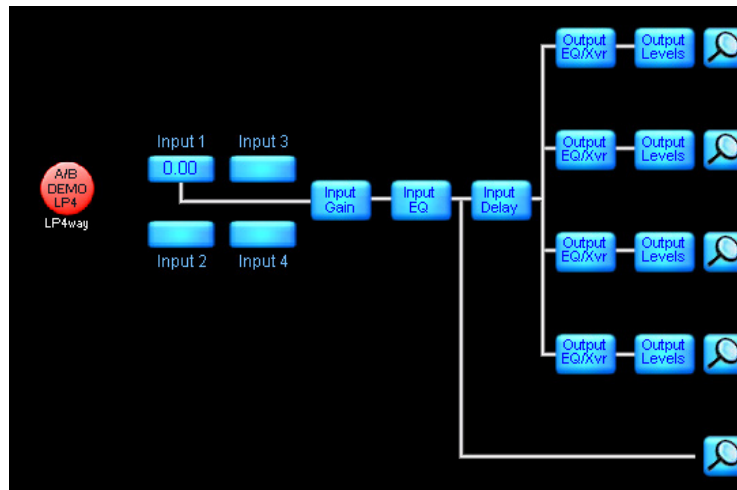 Output
EQ/Xvr
Output
Levels
Input 1
Input 3
0.00
Output
EQ/Xvr
Output
Levels
A/B
DEMO
LP4
LP4way
Input
Gain
Input
EQ
Input
Delay
Input 2
Input 4
Output
EQ/Xvr
Output
Levels
Output
EQ/Xvr
Output
Levels